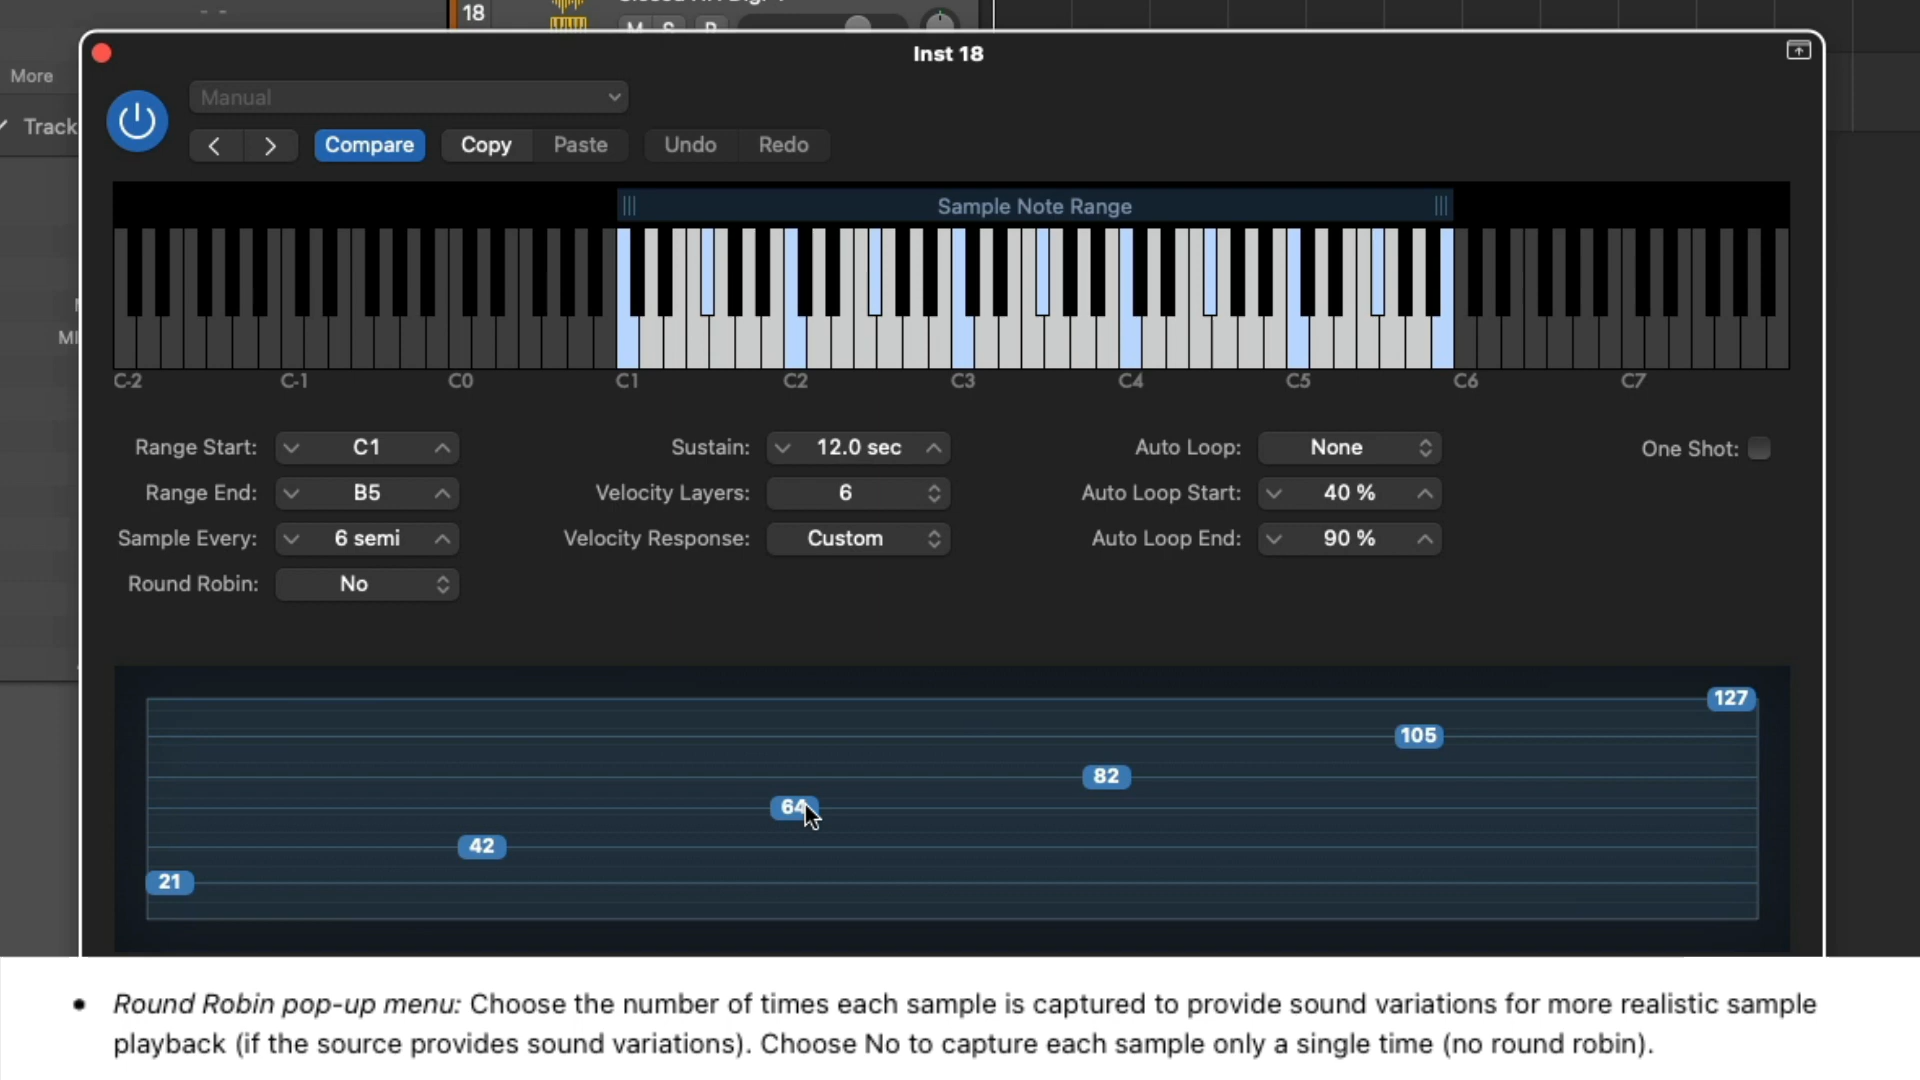 18
More
Track
Inst 18
Manual
Compare Copy Paste Undo Redo
Sample Note Range
C-2 C-1 C0 C1 C2 C3 C4 C5 C6 C7
Range Start: C1 Sustain: 12.0 sec Auto Loop: None One Shot:
Range End: B5 Velocity Layers: 6 Auto Loop Start: 40 %
Sample Every: 6 semi Velocity Response: Custom Auto Loop End: 90 %
Round Robin: No
127
105
82
64
42
21
• Round Robin pop-up menu: Choose the number of times each sample is captured to provide sound variations for more realistic sample
playback (if the source provides sound variations). Choose No to capture each sample only a single time (no round robin).